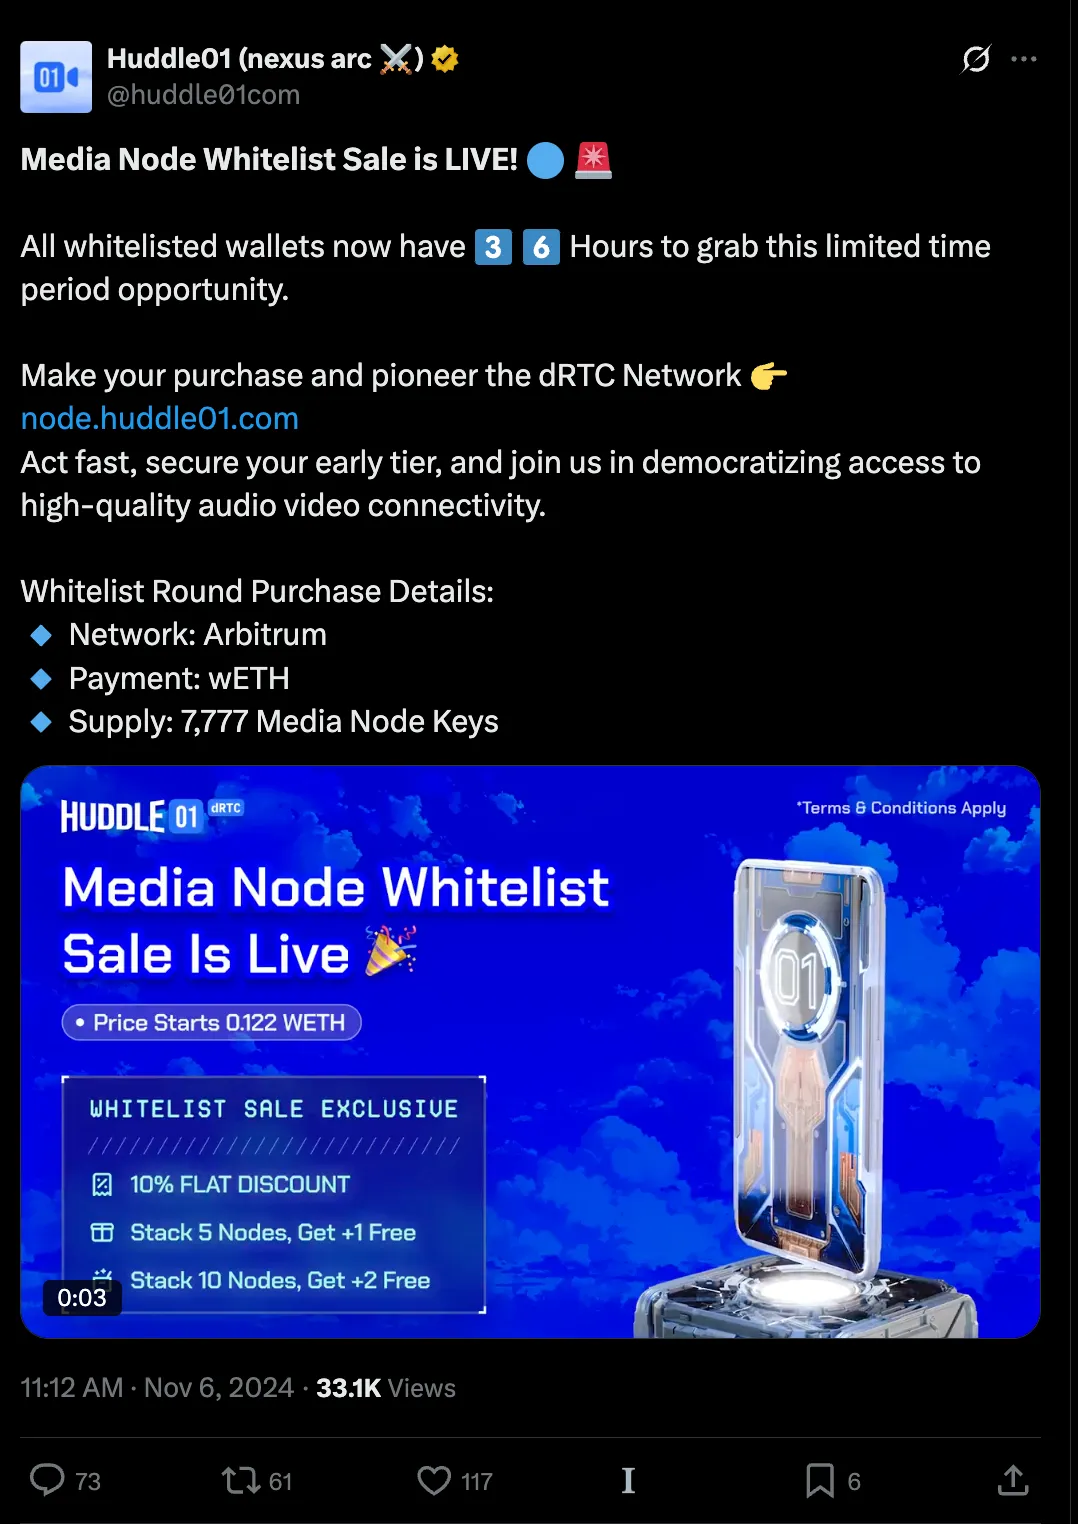 Huddle01 (nexus arc ⚔️)
@huddle01com
Media Node Whitelist Sale is LIVE! 🔵 🚨
All whitelisted wallets now have 3️⃣ 6️⃣ Hours to grab this limited time
period opportunity.
Make your purchase and pioneer the dRTC Network 👉
node.huddle01.com
Act fast, secure your early tier, and join us in democratizing access to
high-quality audio video connectivity.
Whitelist Round Purchase Details:
🔹 Network: Arbitrum
🔹 Payment: wETH
🔹 Supply: 7,777 Media Node Keys
HUDDLE 01 dRTC
*Terms & Conditions Apply
Media Node Whitelist
Sale Is Live 🎉
• Price Starts 0.122 WETH
WHITELIST SALE EXCLUSIVE
////////////////////////////////
10% FLAT DISCOUNT
Stack 5 Nodes, Get +1 Free
Stack 10 Nodes, Get +2 Free
0:03
01
01
11:12 AM · Nov 6, 2024 · 33.1K Views
73
61
117
I
6